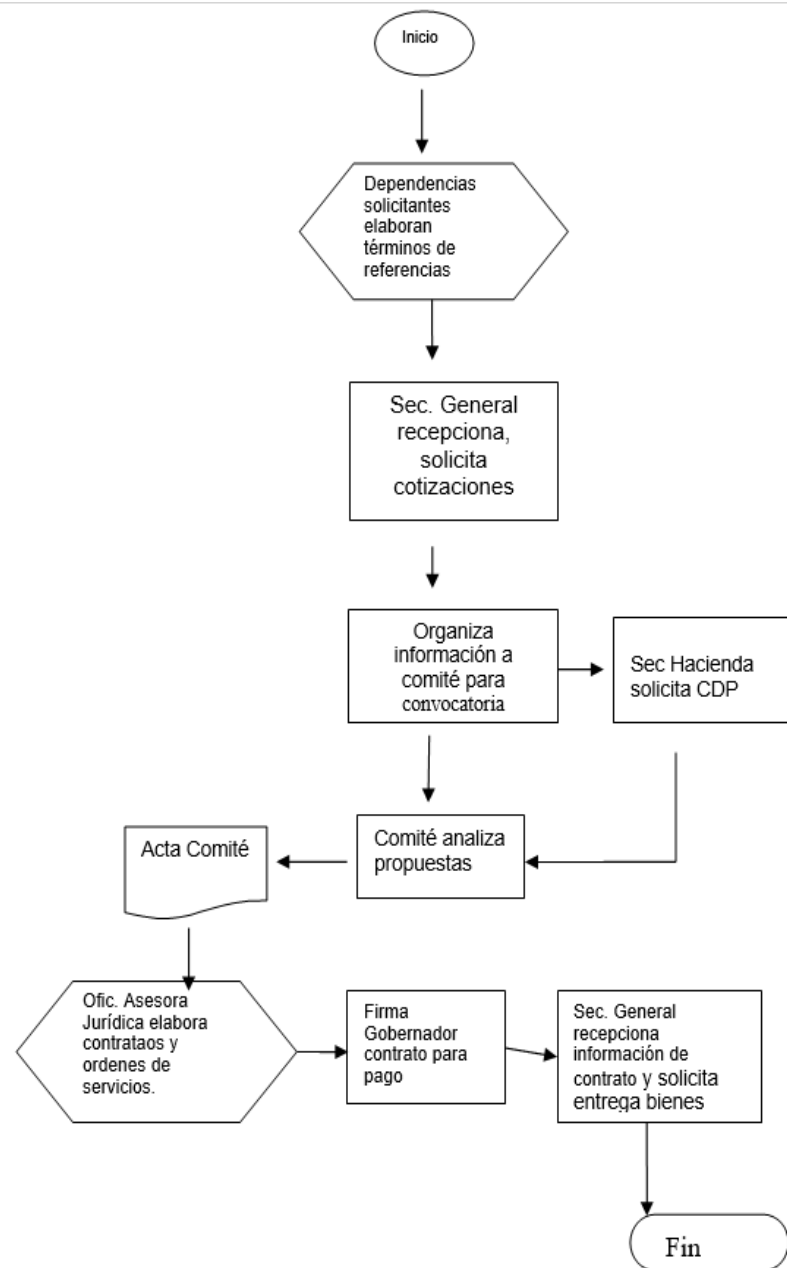 Inicio
Dependencias
solicitantes
elaboran
términos de
referencias
Sec. General
recepciona,
solicita
cotizaciones
Organiza
información a
comité para
convocatoria
Sec Hacienda
solicita CDP
Comité analiza
propuestas
Acta Comité
Ofic. Asesora
Jurídica elabora
contrataos y
ordenes de
servicios.
Firma
Gobernador
contrato para
pago
Sec. General
recepciona
información de
contrato y solicita
entrega bienes
Fin